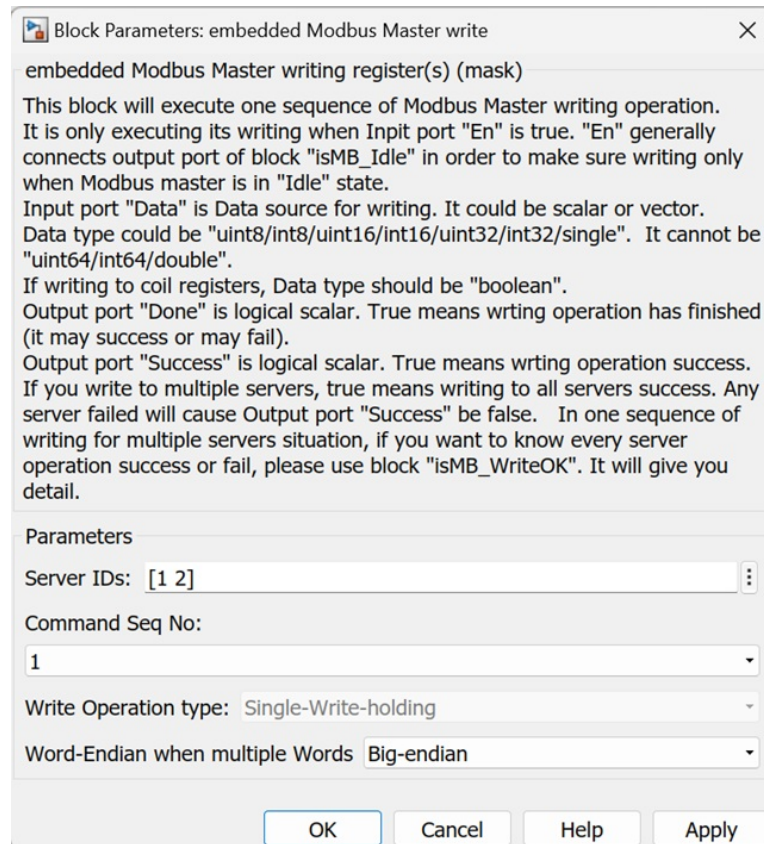 Block Parameters: embedded Modbus Master write
embedded Modbus Master writing register(s) (mask)
This block will execute one sequence of Modbus Master writing operation.
It is only executing its writing when Inpit port "En" is true. "En" generally
connects output port of block "isMB_Idle" in order to make sure writing only
when Modbus master is in "Idle" state.
Input port "Data" is Data source for writing. It could be scalar or vector.
Data type could be "uint8/int8/uint16/int16/uint32/int32/single".  It cannot be
"uint64/int64/double".
If writing to coil registers, Data type should be "boolean".
Output port "Done" is logical scalar. True means wrting operation has finished
(it may success or may fail).
Output port "Success" is logical scalar. True means wrting operation success.
If you write to multiple servers, true means writing to all servers success. Any
server failed will cause Output port "Success" be false.   In one sequence of
writing for multiple servers situation, if you want to know every server
operation success or fail, please use block "isMB_WriteOK". It will give you
detail.
Parameters
Server IDs: [1 2]
Command Seq No:
1
Write Operation type: Single-Write-holding
Word-Endian when multiple Words Big-endian
OK Cancel Help Apply